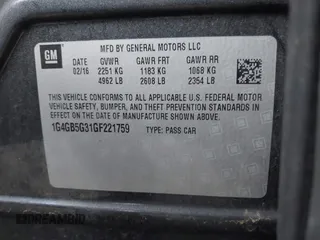 GM
MFD BY GENERAL MOTORS LLC
DATE GVWR GAWR FRT GAWR RR
02/16 2251 KG 1183 KG 1068 KG
4962 LB 2608 LB 2354 LB
THIS VEHICLE CONFORMS TO ALL APPLICABLE U.S. FEDERAL MOTOR
VEHICLE SAFETY, BUMPER, AND THEFT PREVENTION STANDARDS IN
EFFECT ON THE DATE OF MANUFACTURE SHOWN ABOVE.
1G4GB5G31GF221759 TYPE: PASS CAR